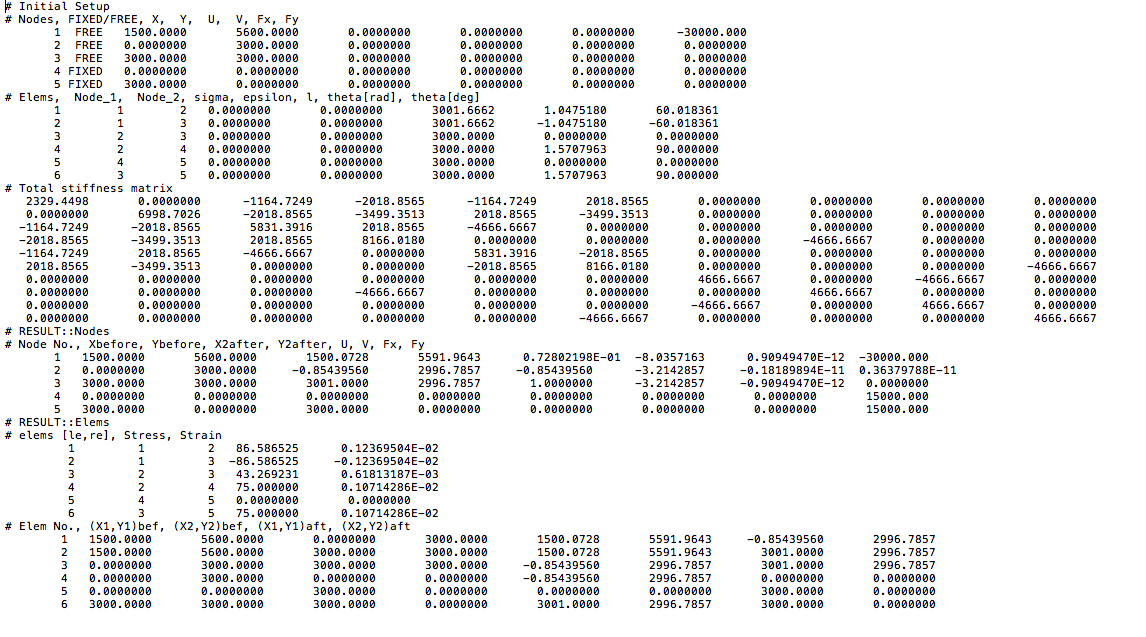 # Initial Setup
# Nodes, FIXED/FREE, X, Y, U, V, Fx, Fy
1 FREE 1500.0000 5600.0000 0.0000000 0.0000000 0.0000000 -30000.000
2 FREE 0.0000000 3000.0000 0.0000000 0.0000000 0.0000000 0.0000000
3 FREE 3000.0000 3000.0000 0.0000000 0.0000000 0.0000000 0.0000000
4 FIXED 0.0000000 0.0000000 0.0000000 0.0000000 0.0000000 0.0000000
5 FIXED 3000.0000 0.0000000 0.0000000 0.0000000 0.0000000 0.0000000
# Elems, Node_1, Node_2, sigma, epsilon, l, theta[rad], theta[deg]
1 1 2 0.0000000 0.0000000 3001.6662 1.0475180 60.018361
2 1 3 0.0000000 0.0000000 3001.6662 -1.0475180 -60.018361
3 2 3 0.0000000 0.0000000 3000.0000 0.0000000 0.0000000
4 2 4 0.0000000 0.0000000 3000.0000 1.5707963 90.000000
5 4 5 0.0000000 0.0000000 3000.0000 0.0000000 0.0000000
6 3 5 0.0000000 0.0000000 3000.0000 1.5707963 90.000000
# Total stiffness matrix
2329.4498 0.0000000 -1164.7249 -2018.8565 -1164.7249 2018.8565 0.0000000 0.0000000 0.0000000 0.0000000
0.0000000 6998.7026 -2018.8565 -3499.3513 2018.8565 -3499.3513 0.0000000 0.0000000 0.0000000 0.0000000
-1164.7249 -2018.8565 5831.3916 2018.8565 -4666.6667 0.0000000 0.0000000 0.0000000 0.0000000 0.0000000
-2018.8565 -3499.3513 2018.8565 8166.0180 0.0000000 0.0000000 0.0000000 -4666.6667 0.0000000 0.0000000
-1164.7249 2018.8565 -4666.6667 0.0000000 5831.3916 -2018.8565 0.0000000 0.0000000 0.0000000 0.0000000
2018.8565 -3499.3513 0.0000000 0.0000000 -2018.8565 8166.0180 0.0000000 0.0000000 0.0000000 -4666.6667
0.0000000 0.0000000 0.0000000 0.0000000 0.0000000 0.0000000 4666.6667 0.0000000 -4666.6667 0.0000000
0.0000000 0.0000000 0.0000000 -4666.6667 0.0000000 0.0000000 0.0000000 4666.6667 0.0000000 0.0000000
0.0000000 0.0000000 0.0000000 0.0000000 0.0000000 0.0000000 -4666.6667 0.0000000 4666.6667 0.0000000
0.0000000 0.0000000 0.0000000 0.0000000 0.0000000 -4666.6667 0.0000000 0.0000000 0.0000000 4666.6667
# RESULT::Nodes
# Node No., Xbefore, Ybefore, X2after, Y2after, U, V, Fx, Fy
1 1500.0000 5600.0000 1500.0728 5591.9643 0.72802198E-01 -8.0357163 0.90949470E-12 -30000.000
2 0.0000000 3000.0000 -0.85439560 2996.7857 -0.85439560 -3.2142857 -0.18189894E-11 0.36379788E-11
3 3000.0000 3000.0000 3001.0000 2996.7857 1.0000000 -3.2142857 -0.90949470E-12 0.0000000
4 0.0000000 0.0000000 0.0000000 0.0000000 0.0000000 0.0000000 0.0000000 15000.000
5 3000.0000 0.0000000 3000.0000 0.0000000 0.0000000 0.0000000 0.0000000 15000.000
# RESULT::Elems
# elems [le,re], Stress, Strain
1 1 2 86.586525 0.12369504E-02
2 1 3 -86.586525 -0.12369504E-02
3 2 3 43.269231 0.61813187E-03
4 2 4 75.000000 0.10714286E-02
5 4 5 0.0000000 0.0000000
6 3 5 75.000000 0.10714286E-02
# Elem No., (X1,Y1)bef, (X2,Y2)bef, (X1,Y1)aft, (X2,Y2)aft
1 1500.0000 5600.0000 0.0000000 3000.0000 1500.0728 5591.9643 -0.85439560 2996.7857
2 1500.0000 5600.0000 3000.0000 3000.0000 1500.0728 5591.9643 3001.0000 2996.7857
3 0.0000000 3000.0000 3000.0000 3000.0000 -0.85439560 2996.7857 3001.0000 2996.7857
4 0.0000000 3000.0000 0.0000000 0.0000000 -0.85439560 2996.7857 0.0000000 0.0000000
5 0.0000000 0.0000000 3000.0000 0.0000000 0.0000000 0.0000000 3000.0000 0.0000000
6 3000.0000 3000.0000 3000.0000 0.0000000 3001.0000 2996.7857 3000.0000 0.0000000